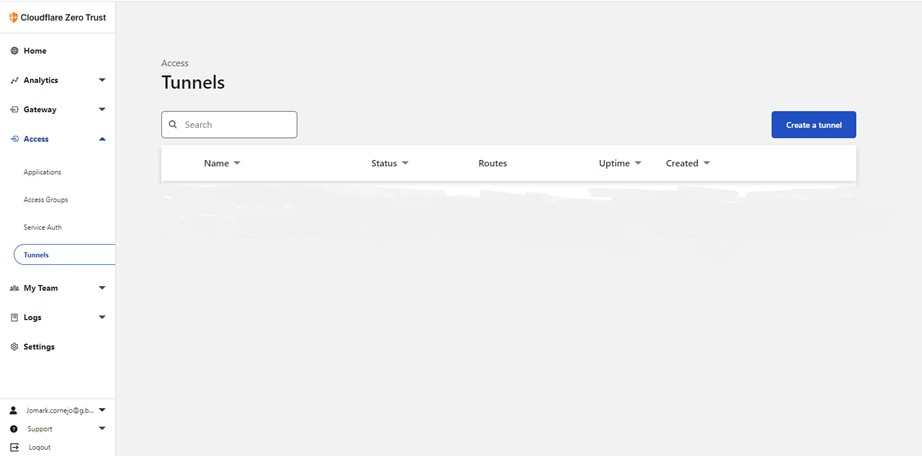 Cloudflare Zero Trust
Home
Analytics
Gateway
Access
Applications
Access Groups
Service Auth
Tunnels
My Team
Logs
Settings
Jomark.cornejo@g.b...
Support
Logout
Access
Tunnels
Search
Create a tunnel
Name Status Routes Uptime Created